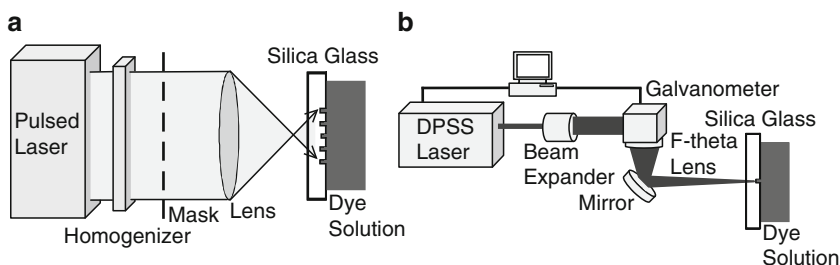 a
Pulsed
Laser
Homogenizer
Mask
Lens
Silica Glass
Dye
Solution
b
DPSS
Laser
Beam
Expander
Mirror
Galvanometer
F-theta
Lens
Silica Glass
Dye
Solution